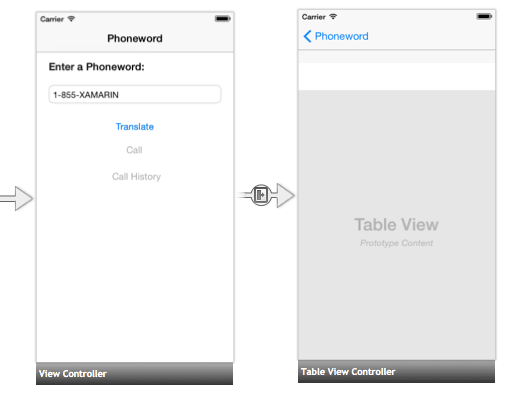 Carrier
Phoneword
Enter a Phoneword:
1-855-XAMARIN
Translate
Call
Call History
View Controller
Carrier
Phoneword
Table View
Prototype Content
Table View Controller